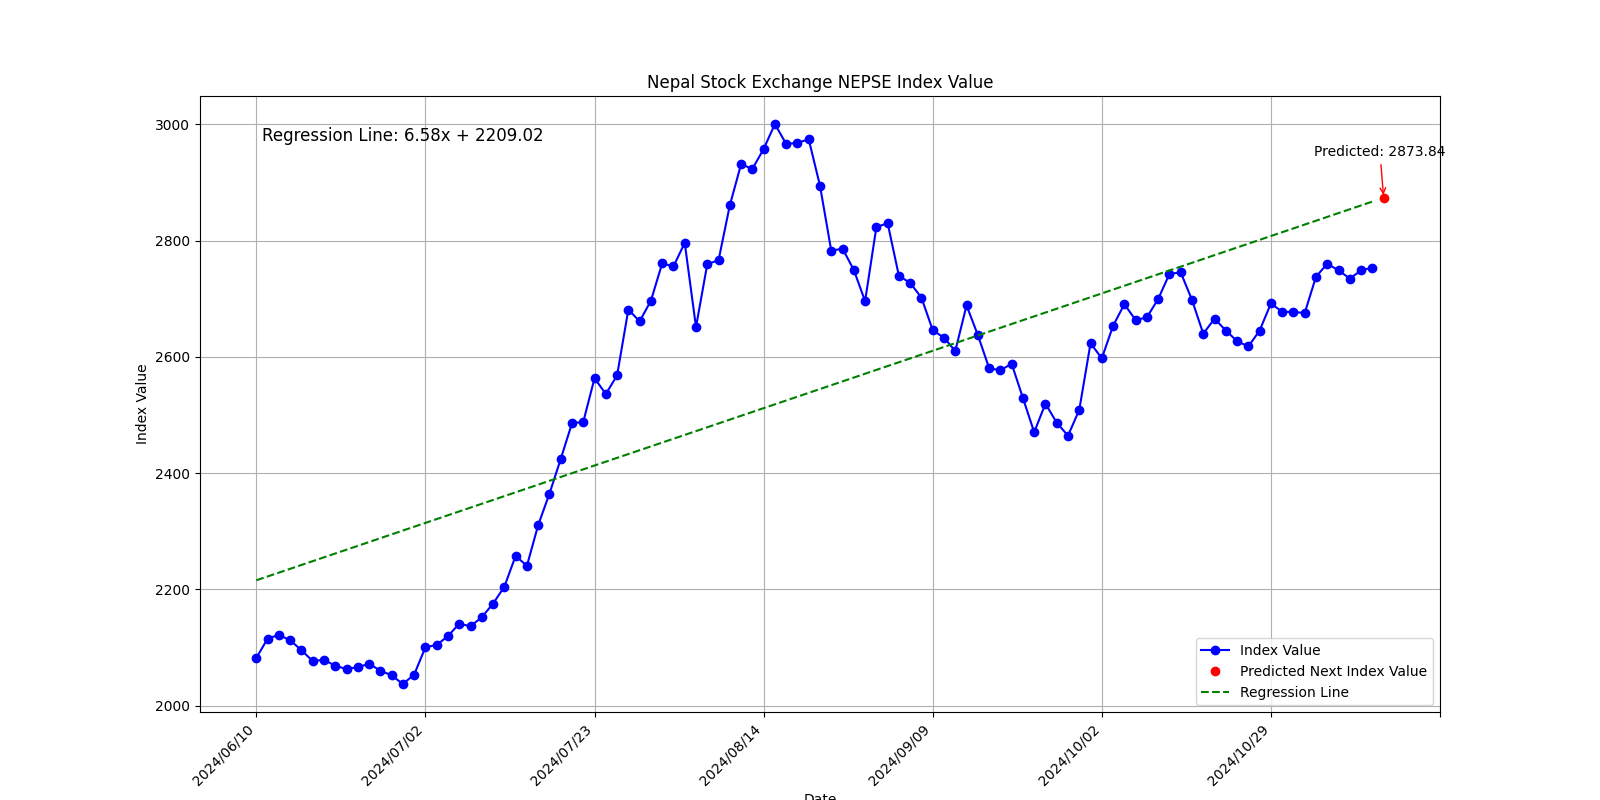 Nepal Stock Exchange NEPSE Index Value
3000
2800
2600
2400
2200
2000
Index Value
Regression Line: 6.58x + 2209.02
Predicted: 2873.84
Index Value
Predicted Next Index Value
Regression Line
2024/06/10
2024/07/02
2024/07/23
2024/08/14
2024/09/09
2024/10/02
2024/10/29
Date